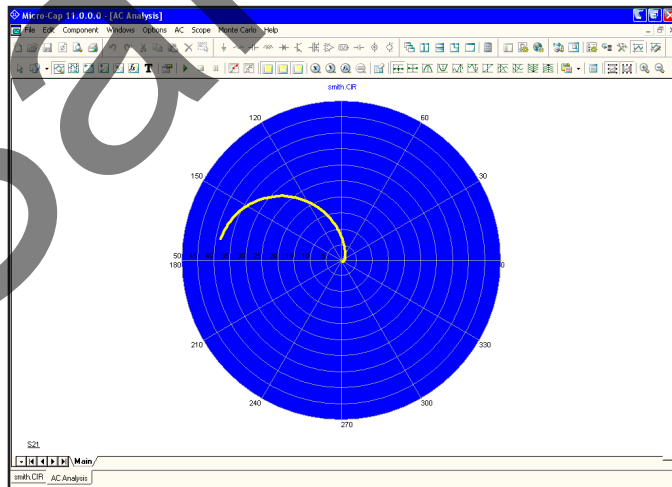 Micro-Cap 11.0.0.0 - [AC Analysis]
File Edit Component Windows Options AC Scope Monte Carlo Help
smith.CIR
120
60
150
30
50
180
0
210
330
240
300
270
S21
Main
smith.CIR AC Analysis